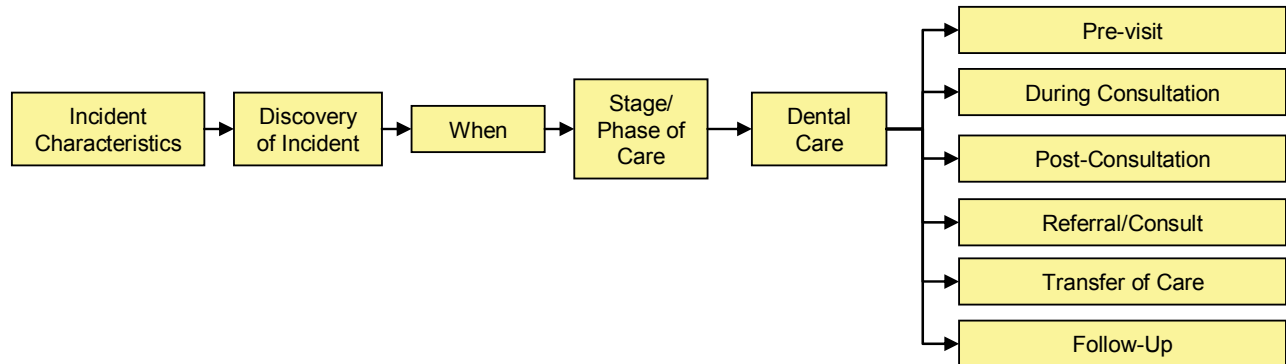 Incident
Characteristics
Discovery
of Incident
When
Stage/
Phase of
Care
Dental
Care
Pre-visit
During Consultation
Post-Consultation
Referral/Consult
Transfer of Care
Follow-Up